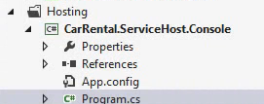 Hosting
C# CarRental.ServiceHost.Console
Properties
References
App.config
C# Program.cs